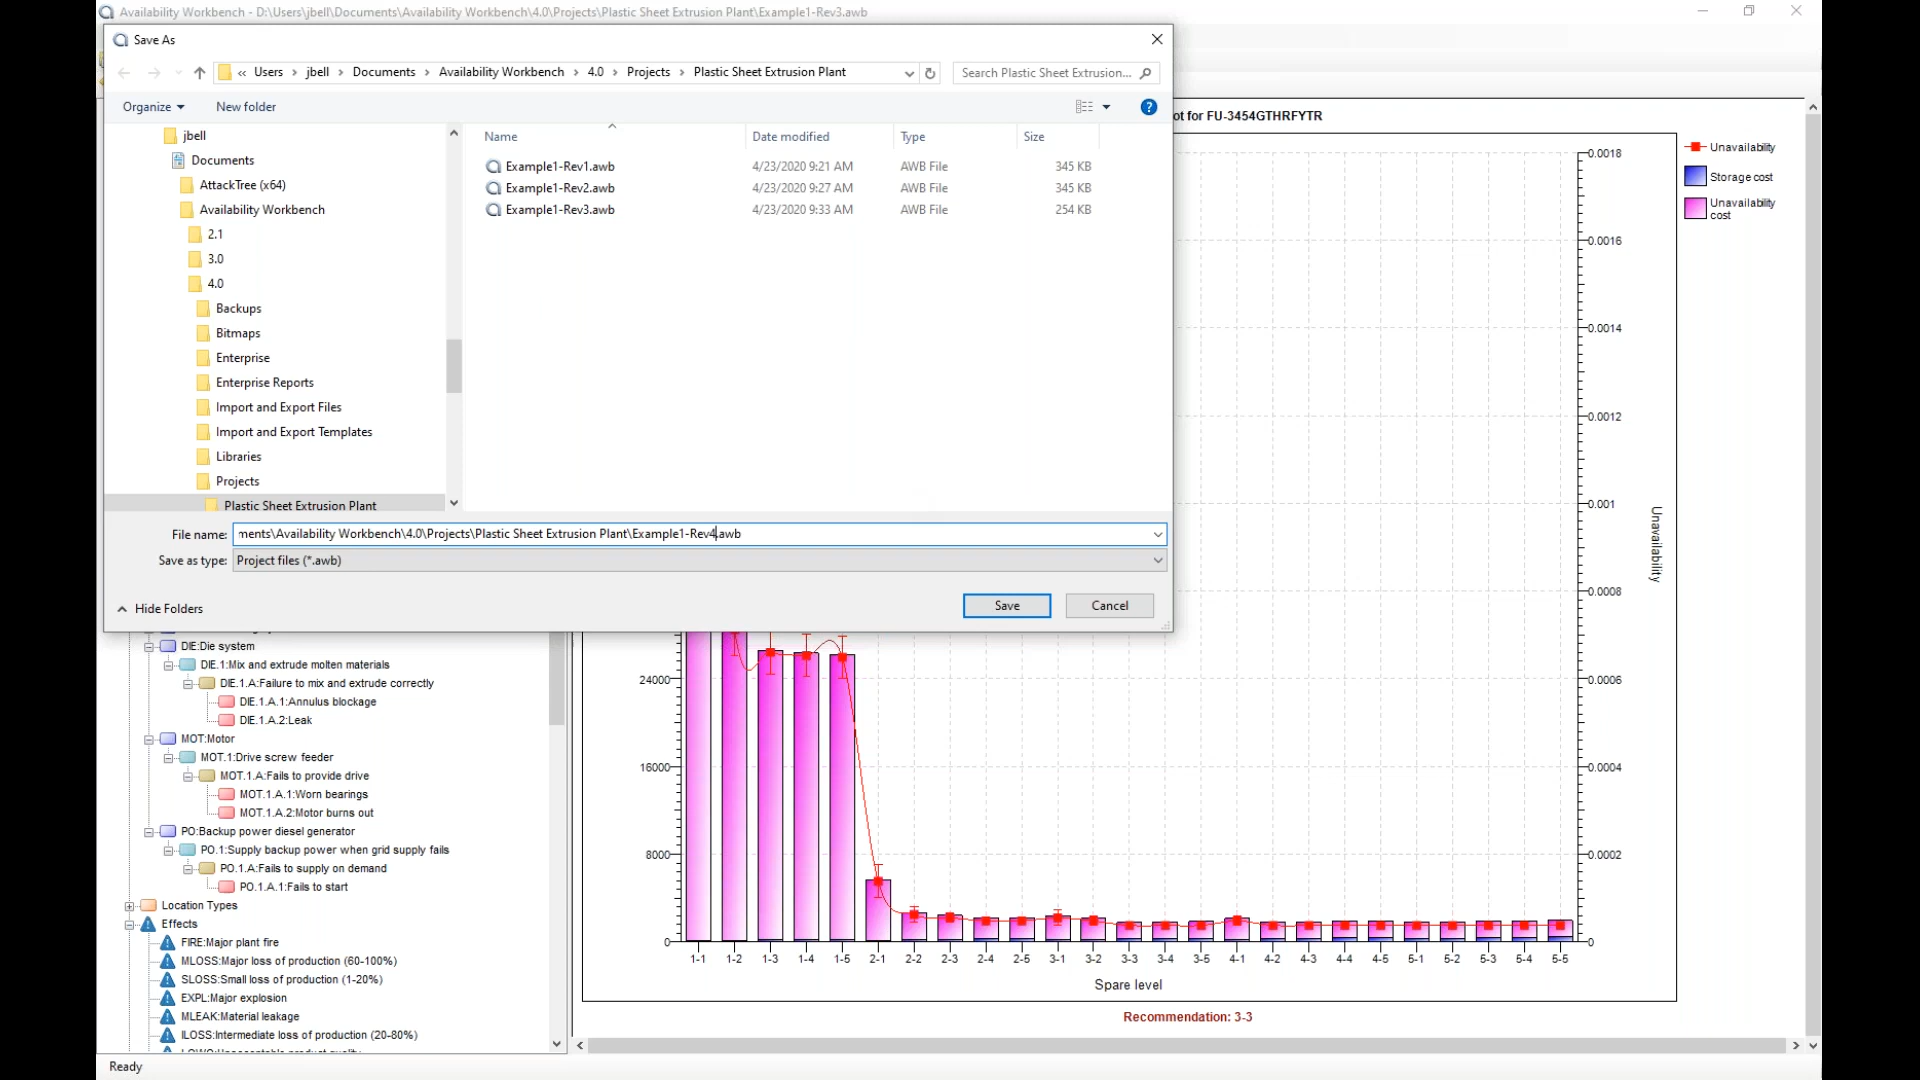 Availability Workbench - D:\Users\jbell\Documents\Availability Workbench\4.0\Projects\Plastic Sheet Extrusion Plant\Example1-Rev3.awb
Save As
« Users › jbell › Documents › Availability Workbench › 4.0 › Projects › Plastic Sheet Extrusion Plant
Search Plastic Sheet Extrusion...
Organize
New folder
jbell
Documents
AttackTree (x64)
Availability Workbench
2.1
3.0
4.0
Backups
Bitmaps
Enterprise
Enterprise Reports
Import and Export Files
Import and Export Templates
Libraries
Projects
Plastic Sheet Extrusion Plant
Name Date modified Type Size
Example1-Rev1.awb 4/23/2020 9:21 AM AWB File 345 KB
Example1-Rev2.awb 4/23/2020 9:27 AM AWB File 345 KB
Example1-Rev3.awb 4/23/2020 9:33 AM AWB File 254 KB
File name: ments\Availability Workbench\4.0\Projects\Plastic Sheet Extrusion Plant\Example1-Rev4.awb
Save as type: Project files (*.awb)
Hide Folders
Save
Cancel
DIE:Die system
DIE.1:Mix and extrude molten materials
DIE.1.A:Failure to mix and extrude correctly
DIE.1.A.1:Annulus blockage
DIE.1.A.2:Leak
MOT:Motor
MOT.1:Drive screw feeder
MOT.1.A:Fails to provide drive
MOT.1.A.1:Worn bearings
MOT.1.A.2:Motor burns out
PO:Backup power diesel generator
PO.1:Supply backup power when grid supply fails
PO.1.A:Fails to supply on demand
PO.1.A.1:Fails to start
Location Types
Effects
FIRE:Major plant fire
MLOSS:Major loss of production (60-100%)
SLOSS:Small loss of production (1-20%)
EXPL:Major explosion
MLEAK:Material leakage
ILOSS:Intermediate loss of production (20-80%)
ot for FU-3454GTHRFYTR
Unavailability
Storage cost
Unavailability
cost
0.0018
0.0016
0.0014
0.0012
0.001
0.0008
0.0006
0.0004
0.0002
0
Unavailability
24000
16000
8000
0
1-1 1-2 1-3 1-4 1-5 2-1 2-2 2-3 2-4 2-5 3-1 3-2 3-3 3-4 3-5 4-1 4-2 4-3 4-4 4-5 5-1 5-2 5-3 5-4 5-5
Spare level
Recommendation: 3-3
Ready